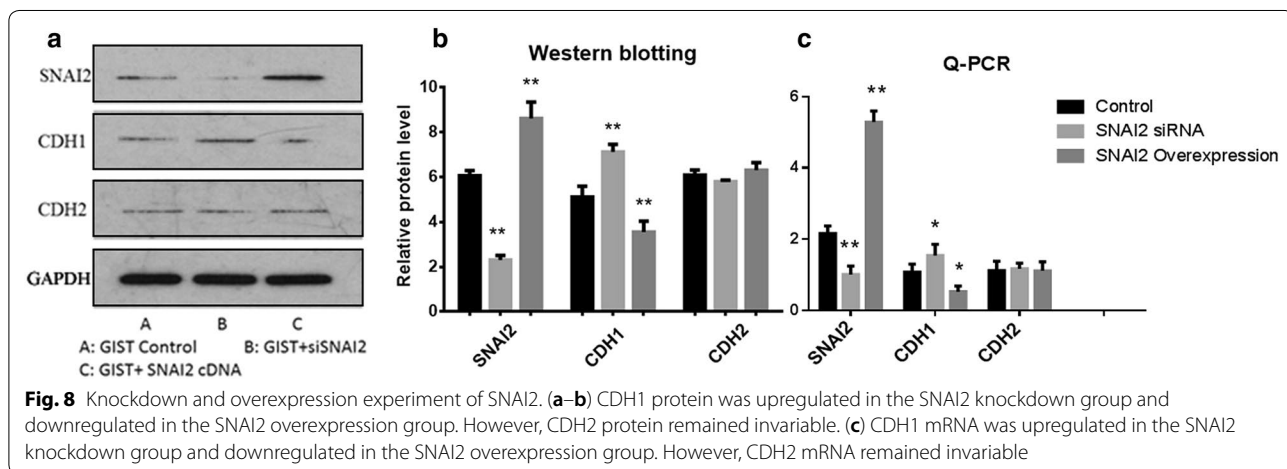 a
SNAI2
CDH1
CDH2
GAPDH
A B C
A: GIST Control B: GIST+siSNAI2
C: GIST+ SNAI2 cDNA
b
Western blotting
Relative protein level
10
8
6
4
2
0
** ** ** **
SNAI2 CDH1 CDH2
c
Q-PCR
6
4
2
0
** ** * *
SNAI2 CDH1 CDH2
Control
SNAI2 siRNA
SNAI2 Overexpression
Fig. 8 Knockdown and overexpression experiment of SNAI2. (a–b) CDH1 protein was upregulated in the SNAI2 knockdown group and
downregulated in the SNAI2 overexpression group. However, CDH2 protein remained invariable. (c) CDH1 mRNA was upregulated in the SNAI2
knockdown group and downregulated in the SNAI2 overexpression group. However, CDH2 mRNA remained invariable